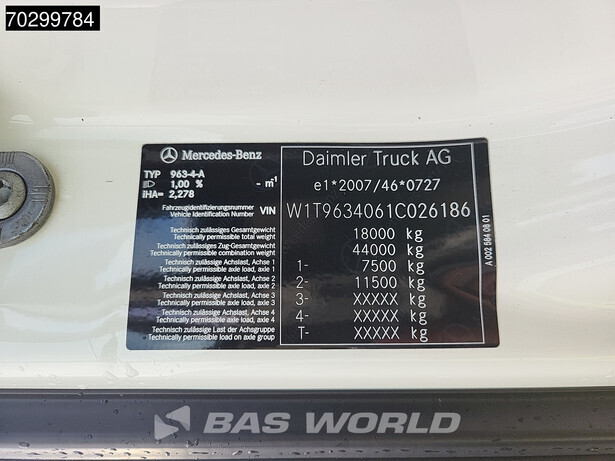 70299784
Mercedes-Benz
Daimler Truck AG
TYP 963-4-A
1,00 % - m⁻¹
iHA= 2,278
e1*2007/46*0727
Fahrzeugidentifizierungsnummer
Vehicle Identification Number VIN W1T9634061C026186
Technisch zulässiges Gesamtgewicht
Technically permissible total weight 18000 kg
Technisch zulässiges Zug-Gesamtgewicht
Technically permissible combination weight 44000 kg
Technisch zulässige Achslast, Achse 1
Technically permissible axle load, axle 1 1- 7500 kg
Technisch zulässige Achslast, Achse 2
Technically permissible axle load, axle 2 2- 11500 kg
Technisch zulässige Achslast, Achse 3
Technically permissible axle load, axle 3 3- XXXXX kg
Technisch zulässige Achslast, Achse 4
Technically permissible axle load, axle 4 4- XXXXX kg
Technisch zulässige Last der Achsgruppe
Technically permissible load on axle group T- XXXXX kg
A 002 584 08 01
BAS WORLD